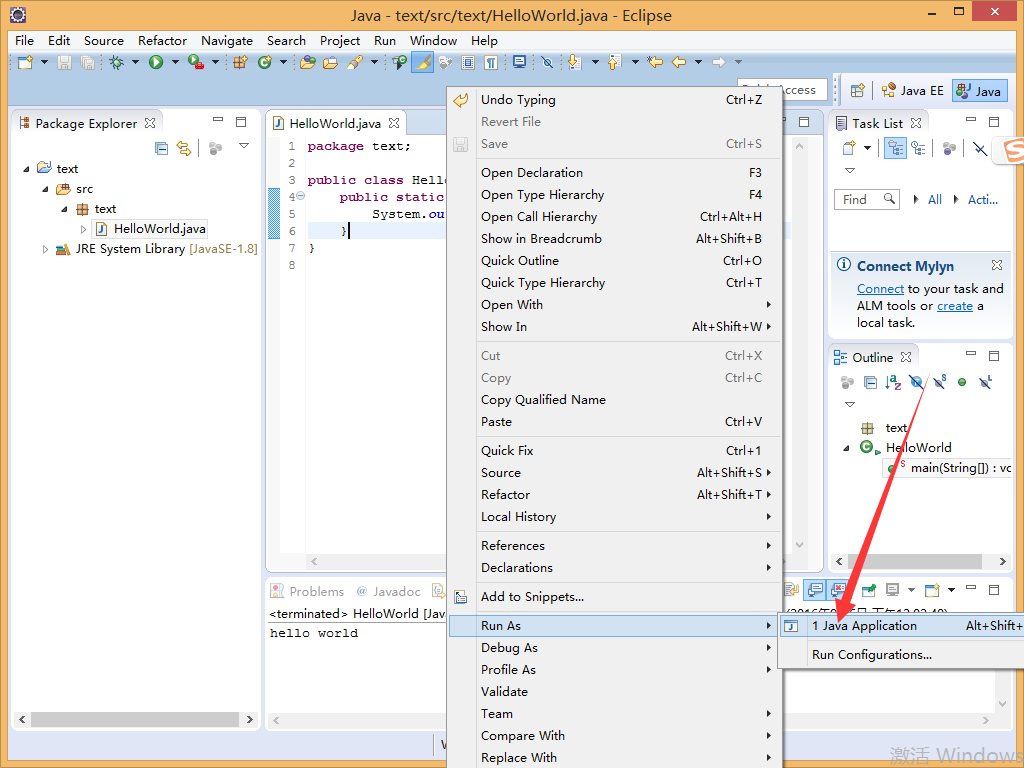 Java - text/src/text/HelloWorld.java - Eclipse
File Edit Source Refactor Navigate Search Project Run Window Help
Access
Java EE
Java
Package Explorer
text
src
text
HelloWorld.java
JRE System Library [JavaSE-1.8]
HelloWorld.java
1 package text;
2
3 public class Hello
4 public static
5 System.ou
6 }
7 }
8
Undo Typing Ctrl+Z
Revert File
Save Ctrl+S
Open Declaration F3
Open Type Hierarchy F4
Open Call Hierarchy Ctrl+Alt+H
Show in Breadcrumb Alt+Shift+B
Quick Outline Ctrl+O
Quick Type Hierarchy Ctrl+T
Open With
Show In Alt+Shift+W
Cut Ctrl+X
Copy Ctrl+C
Copy Qualified Name
Paste Ctrl+V
Quick Fix Ctrl+1
Source Alt+Shift+S
Refactor Alt+Shift+T
Local History
References
Declarations
Add to Snippets...
Run As
Debug As
Profile As
Validate
Team
Compare With
Replace With
1 Java Application Alt+Shift+
Run Configurations...
Task List
Find All Acti...
Connect Mylyn
Connect to your task and
ALM tools or create a
local task.
Outline
text
HelloWorld
main(String[]) : vo
Problems @ Javadoc
<terminated> HelloWorld [Jav
hello world
激活 Windows